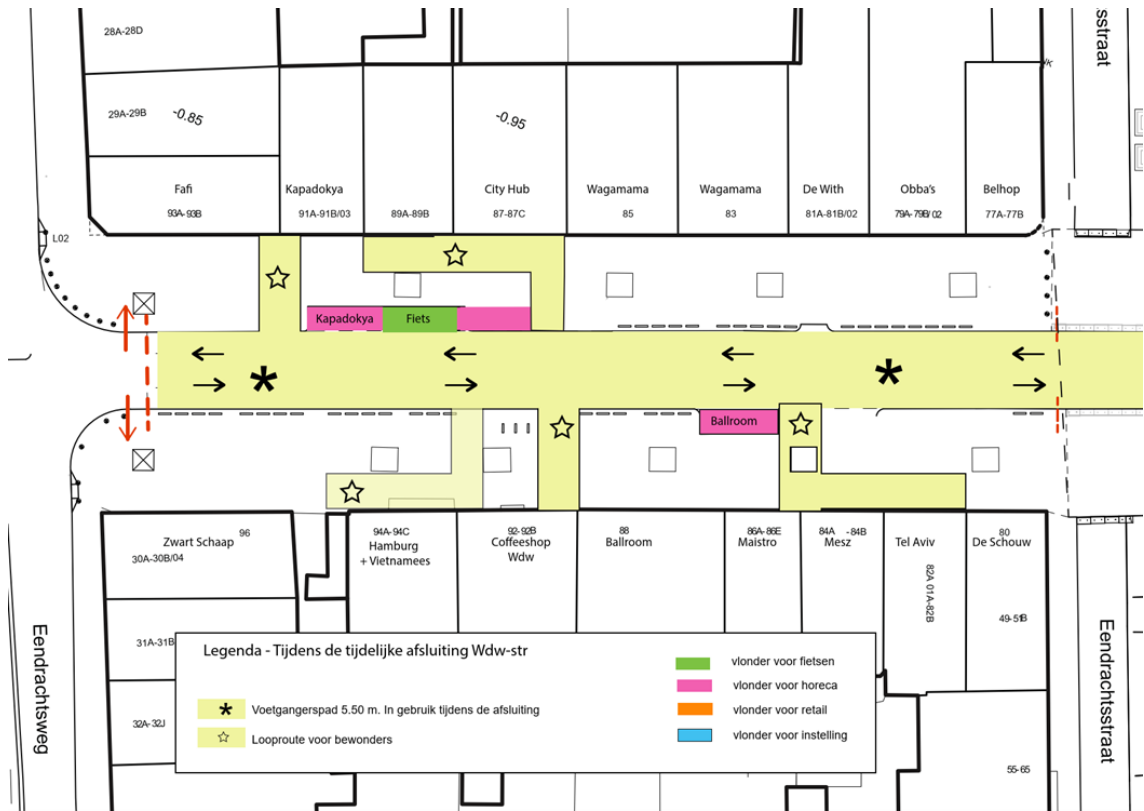 28A-28D
sstraat
29A-29B
-0.85
-0.95
Fafi
Kapadokya
City Hub
Wagamama
Wagamama
De With
Obba's
Belhop
93A-93B
91A-91B/03
89A-89B
87-87C
85
83
81A-81B/02
79A-79B/02
77A-77B
L02
Kapadokya
Fiets
Ballroom
Zwart Schaap
96
30A-30B/04
94A-94C
Hamburg
+ Vietnamees
92-92B
Coffeeshop
Wdw
88
Ballroom
86A-86E
Maistro
84A -84B
Mesz
Tel Aviv
82A 01A-82B
80
De Schouw
49-51B
31A-31B
32A-32J
55-65
Eendrachtsweg
Eendrachtsstraat
Legenda - Tijdens de tijdelijke afsluiting Wdw-str
* Voetgangerspad 5.50 m. In gebruik tijdens de afsluiting
Looproute voor bewonders
vlonder voor fietsen
vlonder voor horeca
vlonder voor retail
vlonder voor instelling